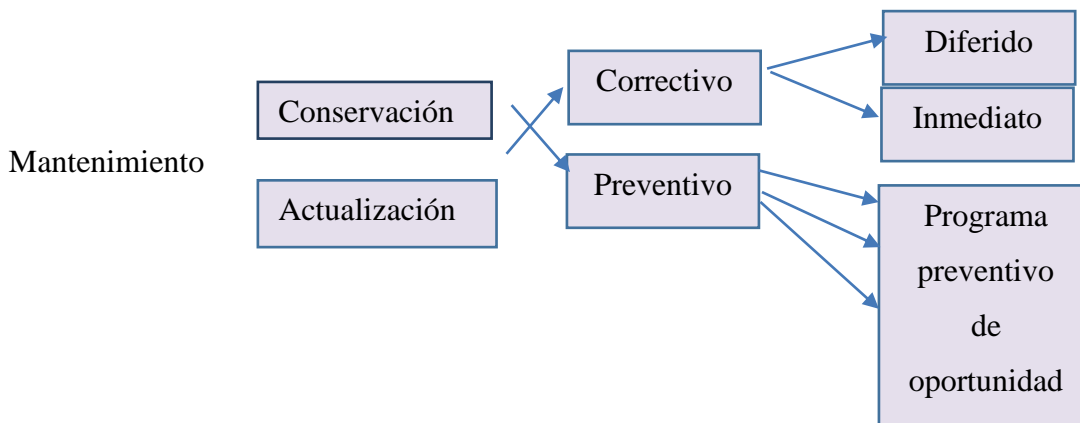 Mantenimiento
Conservación
Actualización
Correctivo
Preventivo
Diferido
Inmediato
Programa
preventivo
de
oportunidad